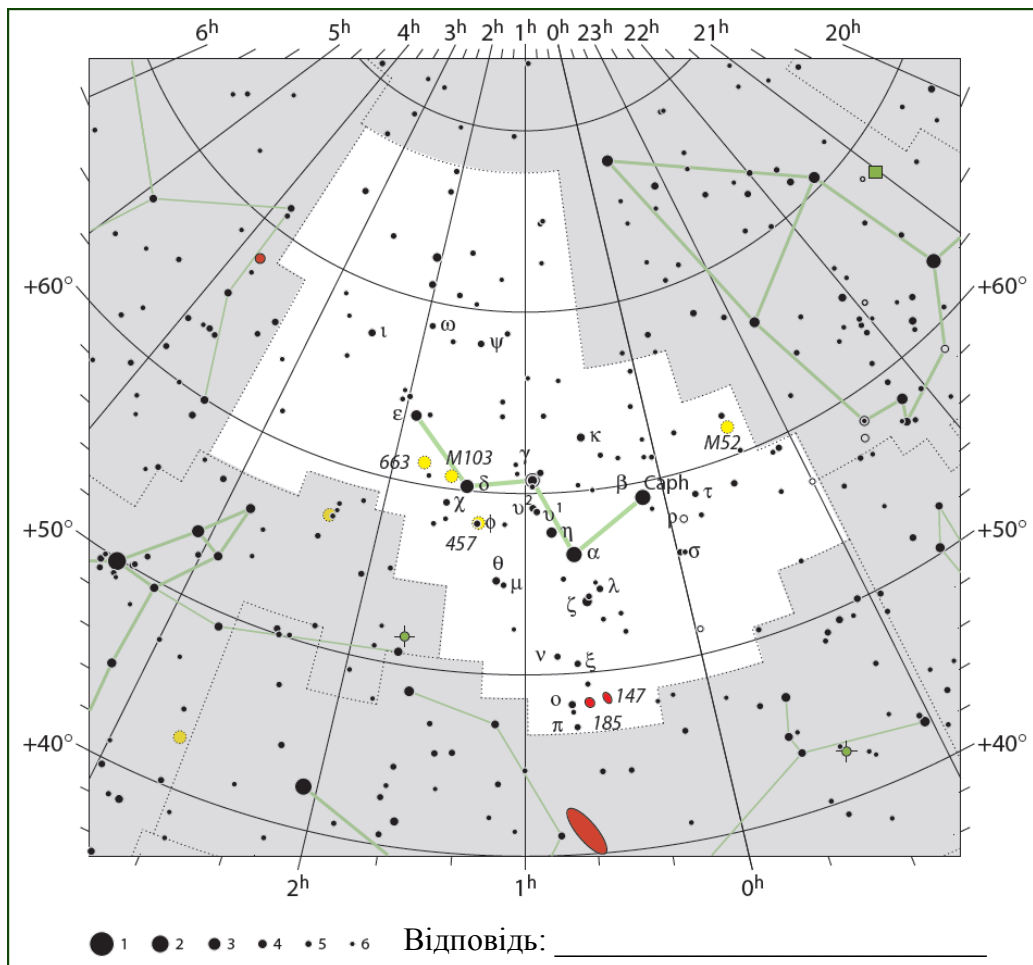 6h 5h 4h 3h 2h 1h 0h 23h 22h 21h 20h
+60° +60°
ι ω ψ
ε κ
663 M103 γ M52
δ β Caph τ
χ υ2 υ1 ρ
457 ϕ η σ
α
θ μ λ
ζ
+50° +50°
ν ξ
ο 147
π 185
+40° +40°
2h 1h 0h
1 2 3 4 5 6 Відповідь: ____________________